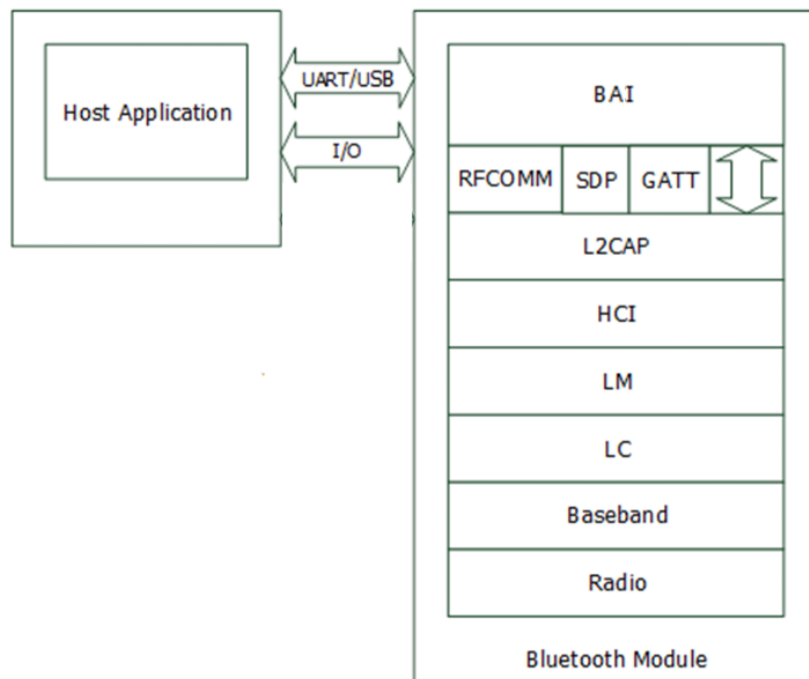 Host Application
UART/USB
I/O
BAI
RFCOMM
SDP
GATT
L2CAP
HCI
LM
LC
Baseband
Radio
Bluetooth Module